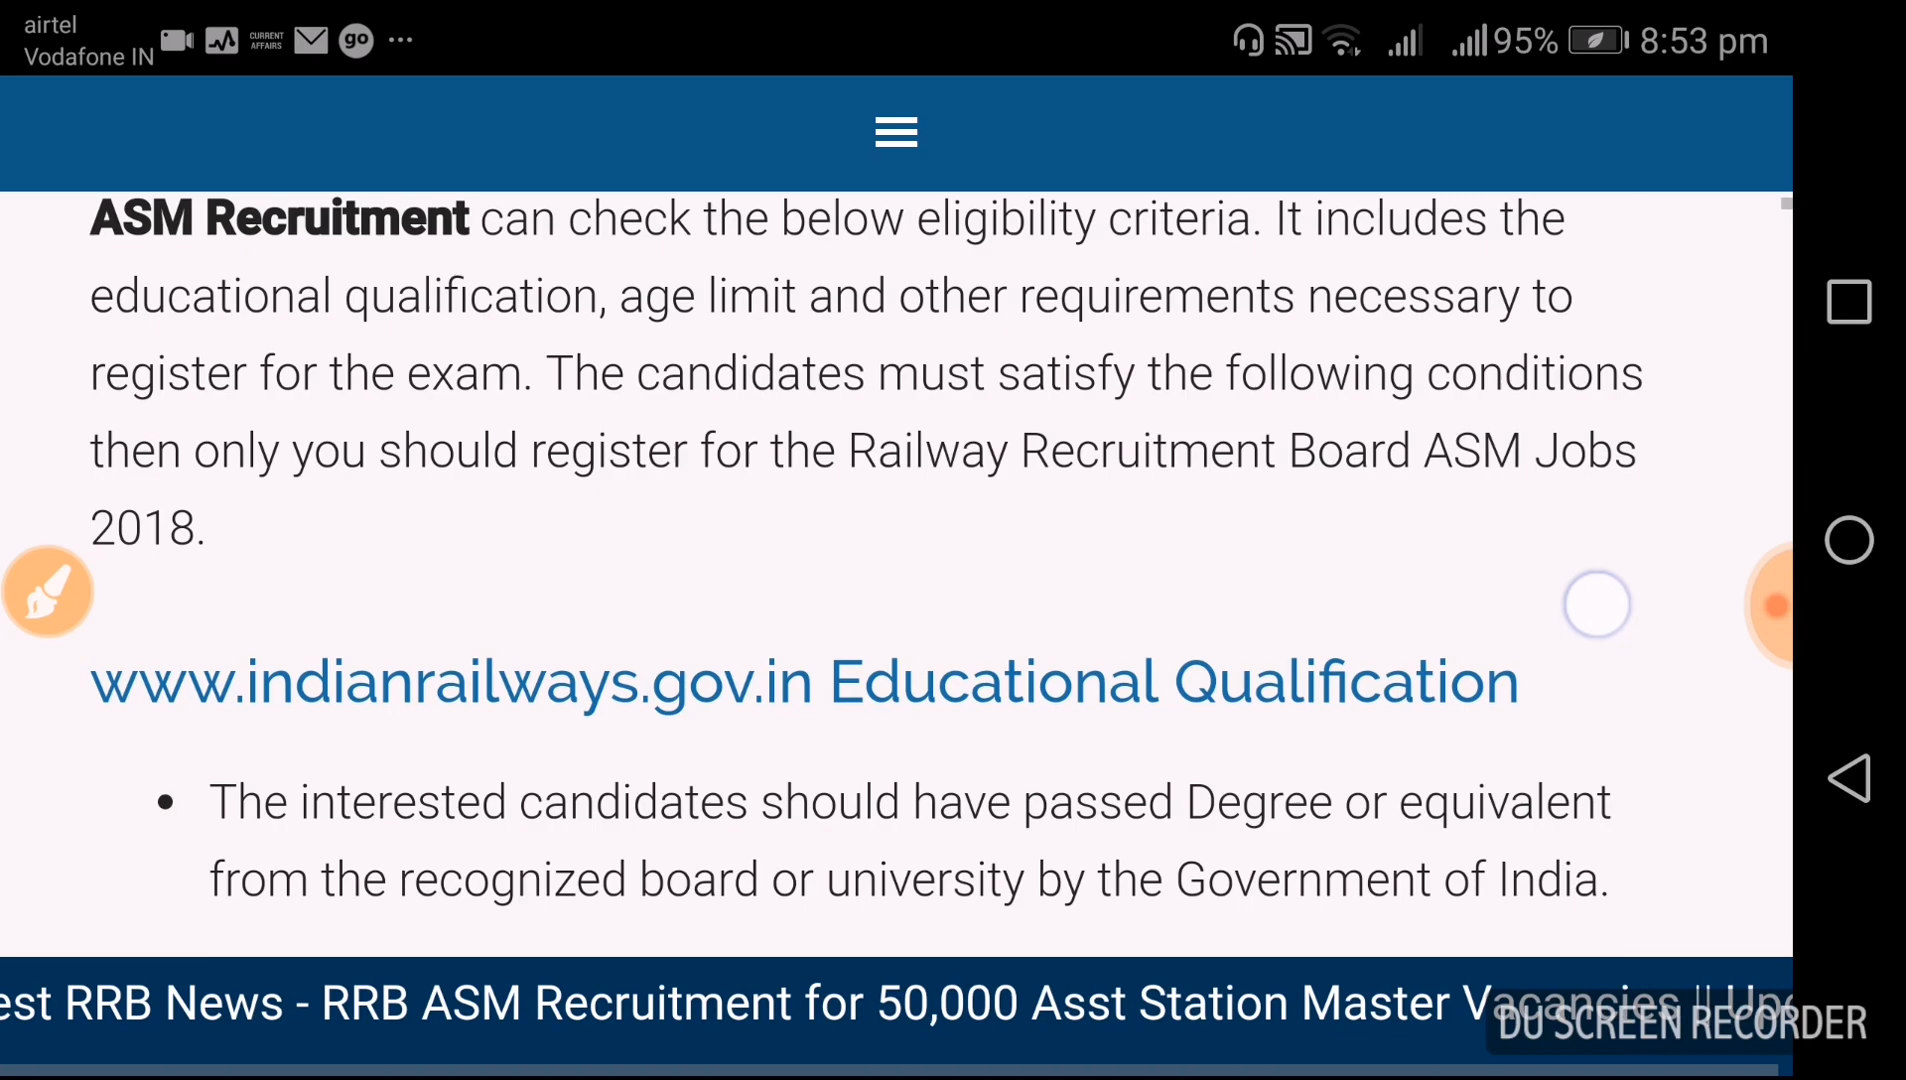 airtel
Vodafone IN
CURRENT
AFFAIRS
go
95%
8:53 pm
ASM Recruitment can check the below eligibility criteria. It includes the
educational qualification, age limit and other requirements necessary to
register for the exam. The candidates must satisfy the following conditions
then only you should register for the Railway Recruitment Board ASM Jobs
2018.
www.indianrailways.gov.in Educational Qualification
• The interested candidates should have passed Degree or equivalent
from the recognized board or university by the Government of India.
est RRB News - RRB ASM Recruitment for 50,000 Asst Station Master Vacancies || Up
DU SCREEN RECORDER